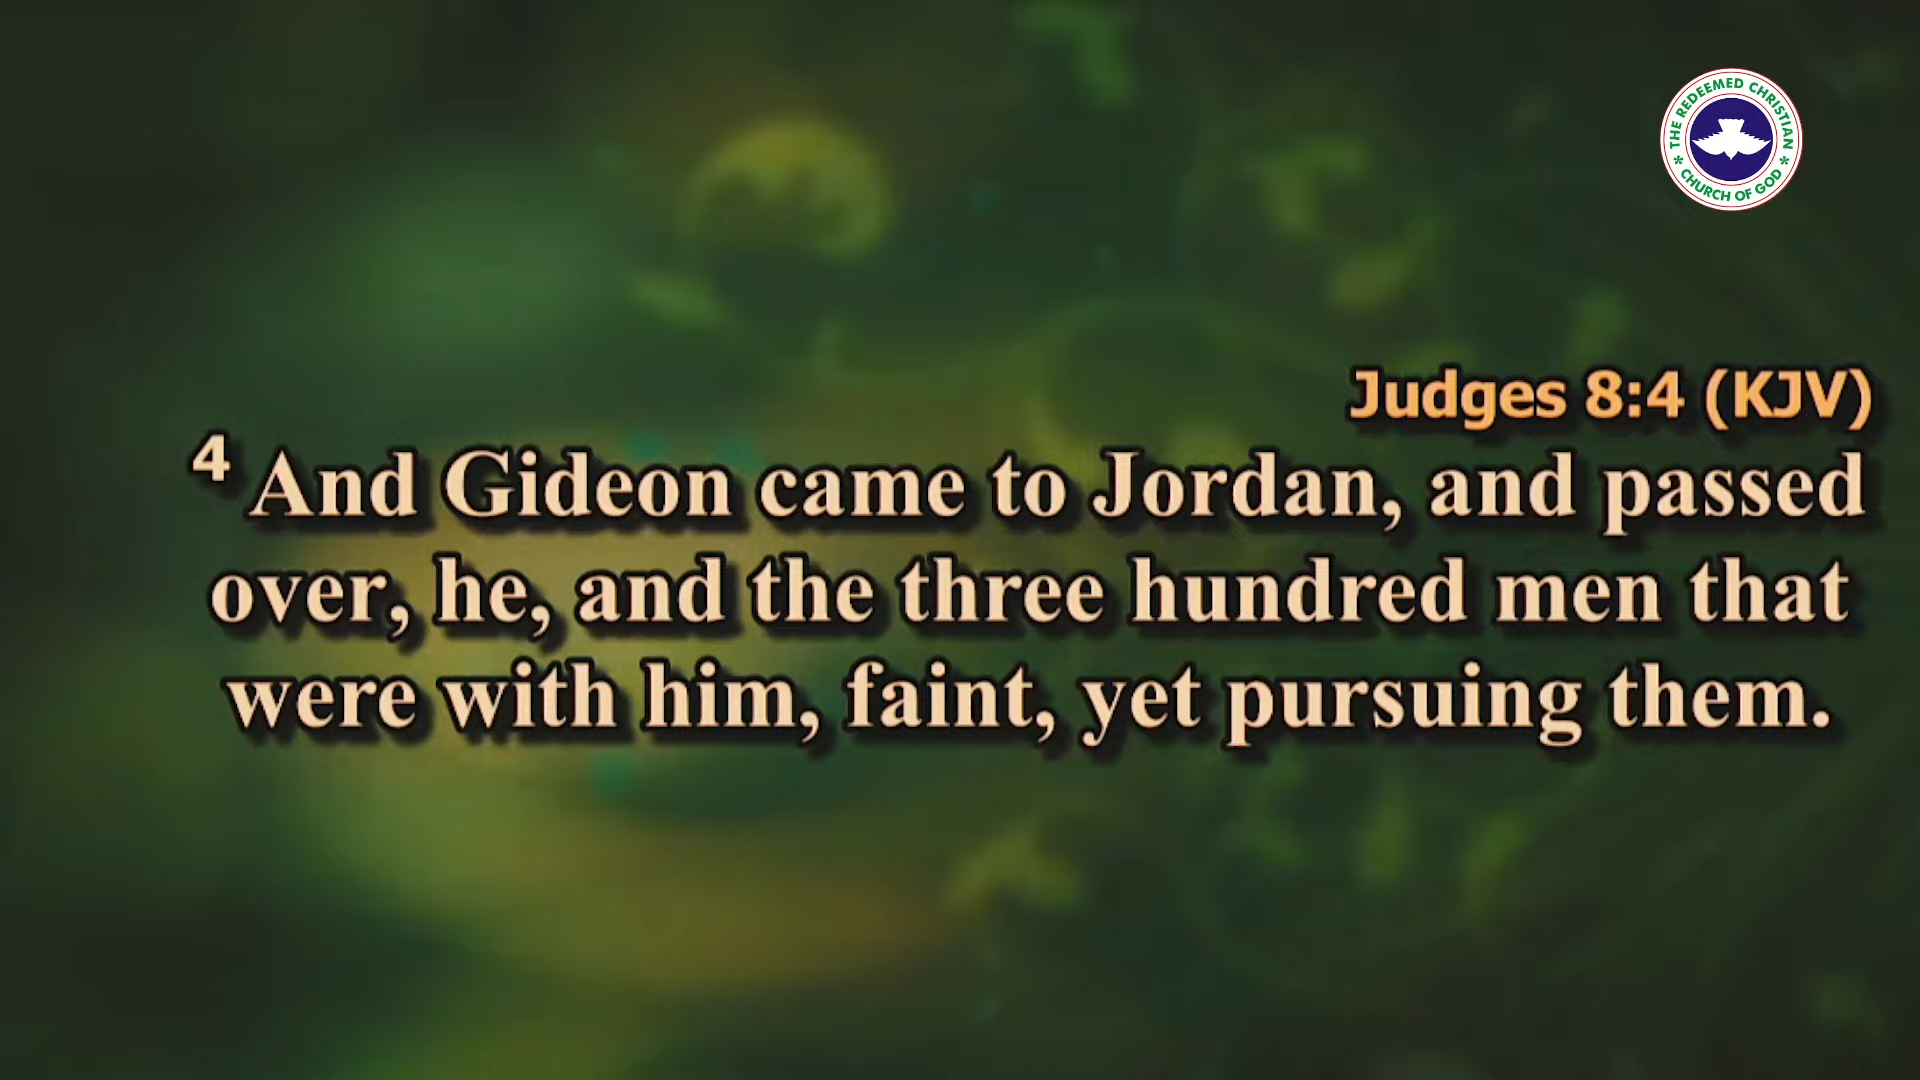 THE REDEEMED CHRISTIAN
CHURCH OF GOD
Judges 8:4 (KJV)
4 And Gideon came to Jordan, and passed
over, he, and the three hundred men that
were with him, faint, yet pursuing them.